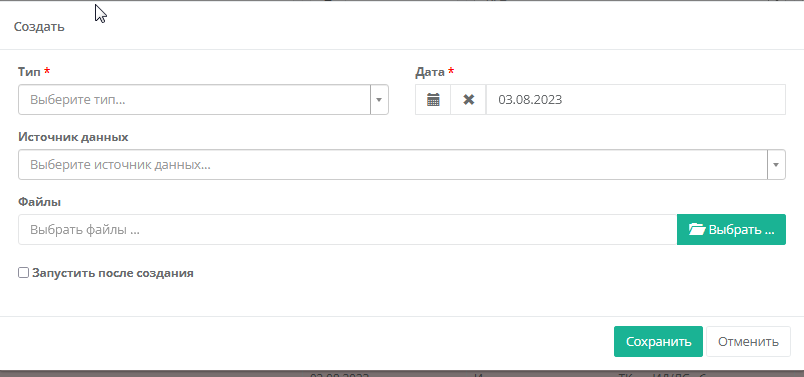 Создать
Тип * Дата *
Выберите тип... 03.08.2023
Источник данных
Выберите источник данных...
Файлы
Выбрать файлы ... Выбрать ...
Запустить после создания
Сохранить Отменить